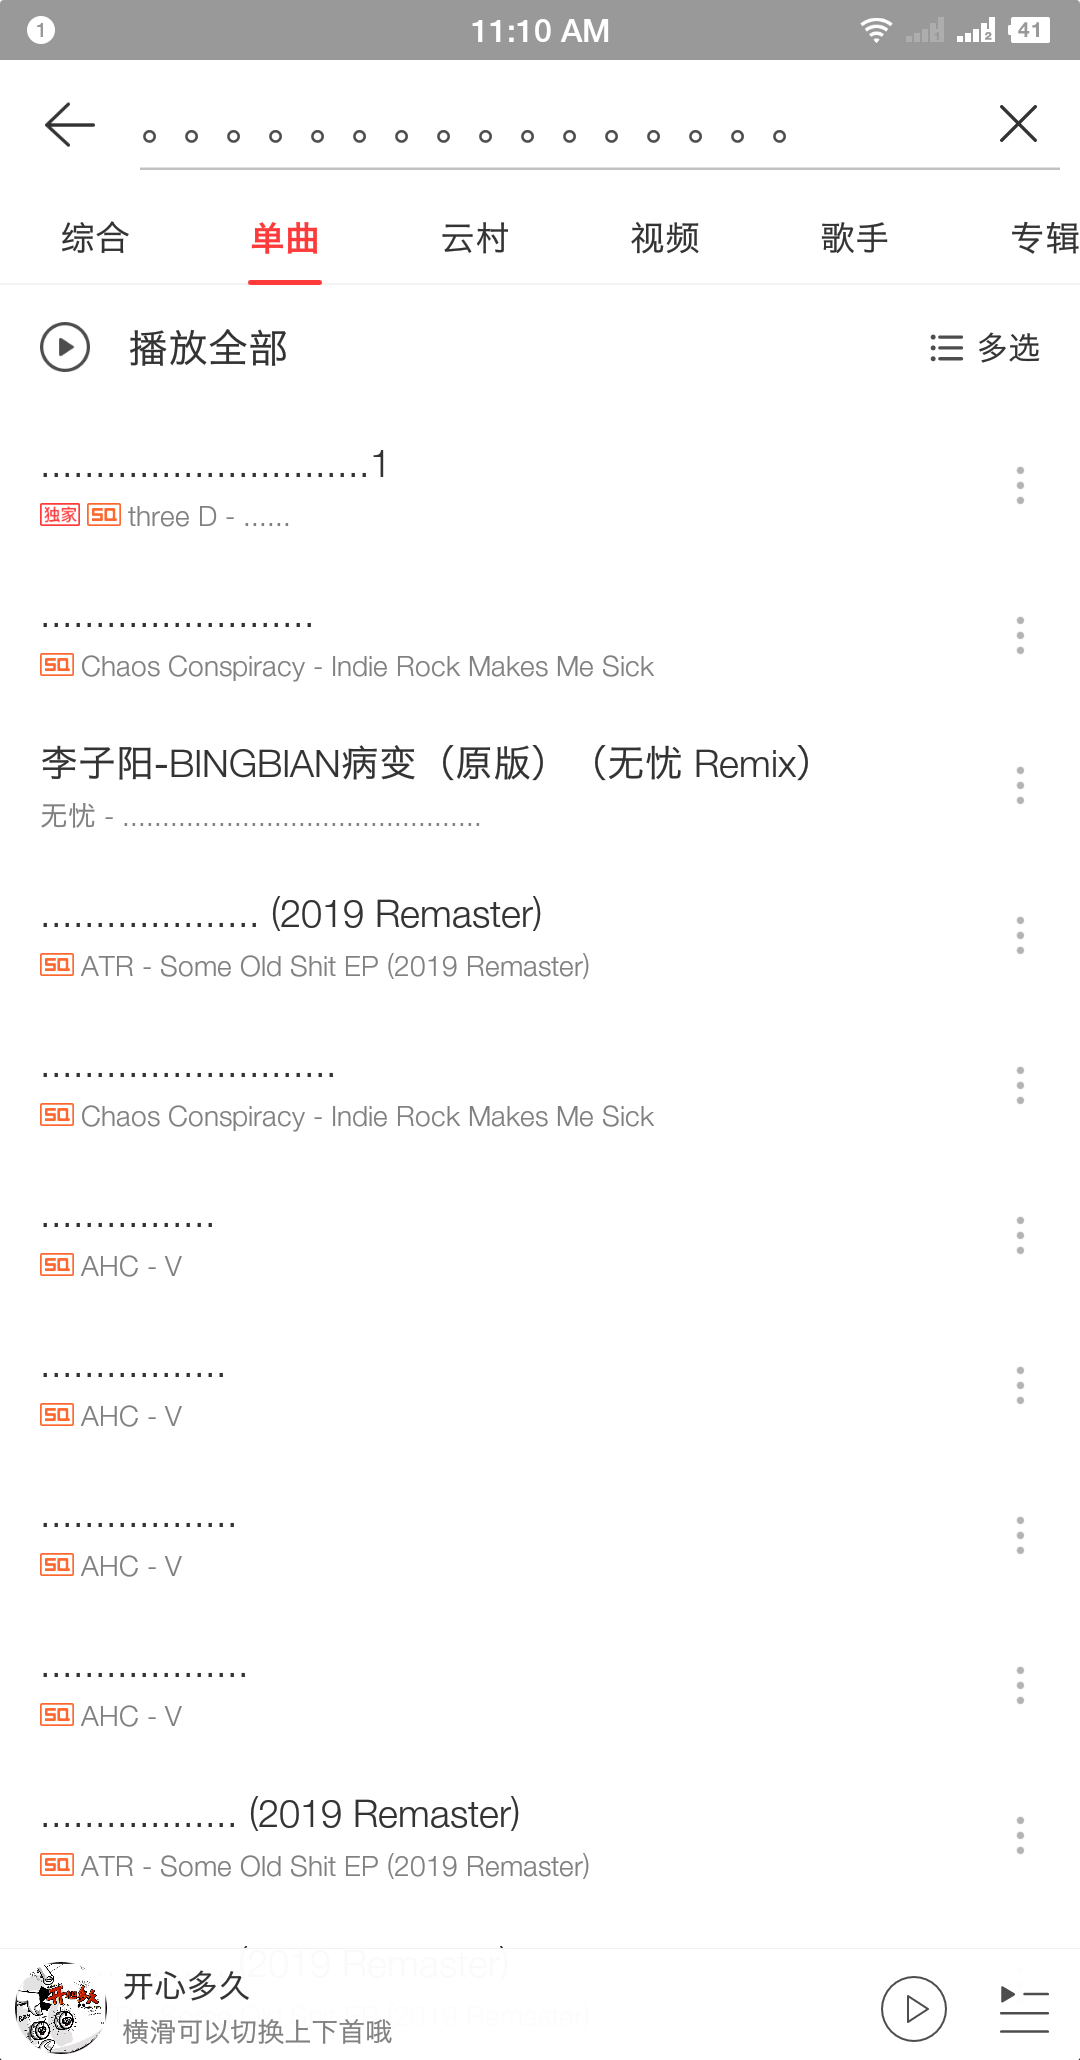 1
11:10 AM
1 2 41
。。。。。。。。。。。。。。。。
综合 单曲 云村 视频 歌手 专辑
播放全部 多选
..............................1
独家 SQ three D - ......
.........................
SQ Chaos Conspiracy - Indie Rock Makes Me Sick
李子阳-BINGBIAN病变（原版）（无忧 Remix）
无忧 - .............................................
.................... (2019 Remaster)
SQ ATR - Some Old Shit EP (2019 Remaster)
...........................
SQ Chaos Conspiracy - Indie Rock Makes Me Sick
................
SQ AHC - V
.................
SQ AHC - V
..................
SQ AHC - V
...................
SQ AHC - V
.................. (2019 Remaster)
SQ ATR - Some Old Shit EP (2019 Remaster)
(2019 Remaster)
开心多久
横滑可以切换上下首哦